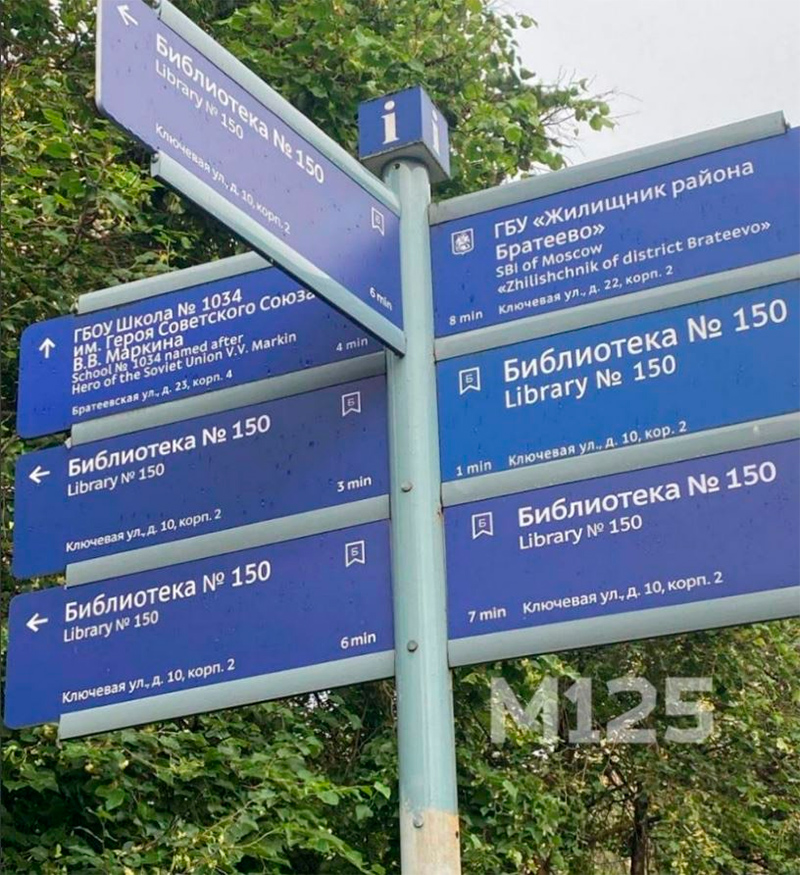 i
i
Библиотека № 150
Library № 150
Ключевая ул., д. 10, корп. 2
Б
6 min
ГБОУ Школа № 1034
им. Героя Советского Союза
В.В. Маркина
School № 1034 named after
Hero of the Soviet Union V.V. Markin
4 min
Братеевская ул., д. 23, корп. 4
Библиотека № 150
Library № 150
Б
3 min
Ключевая ул., д. 10, корп. 2
Библиотека № 150
Library № 150
Б
6 min
Ключевая ул., д. 10, корп. 2
ГБУ «Жилищник района
Братеево»
SBI of Moscow
«Zhilishchnik of district Brateevo»
8 min Ключевая ул., д. 22, корп. 2
Б
Библиотека № 150
Library № 150
1 min Ключевая ул., д. 10, кор. 2
Б
Библиотека № 150
Library № 150
7 min Ключевая ул., д. 10, корп. 2
М125